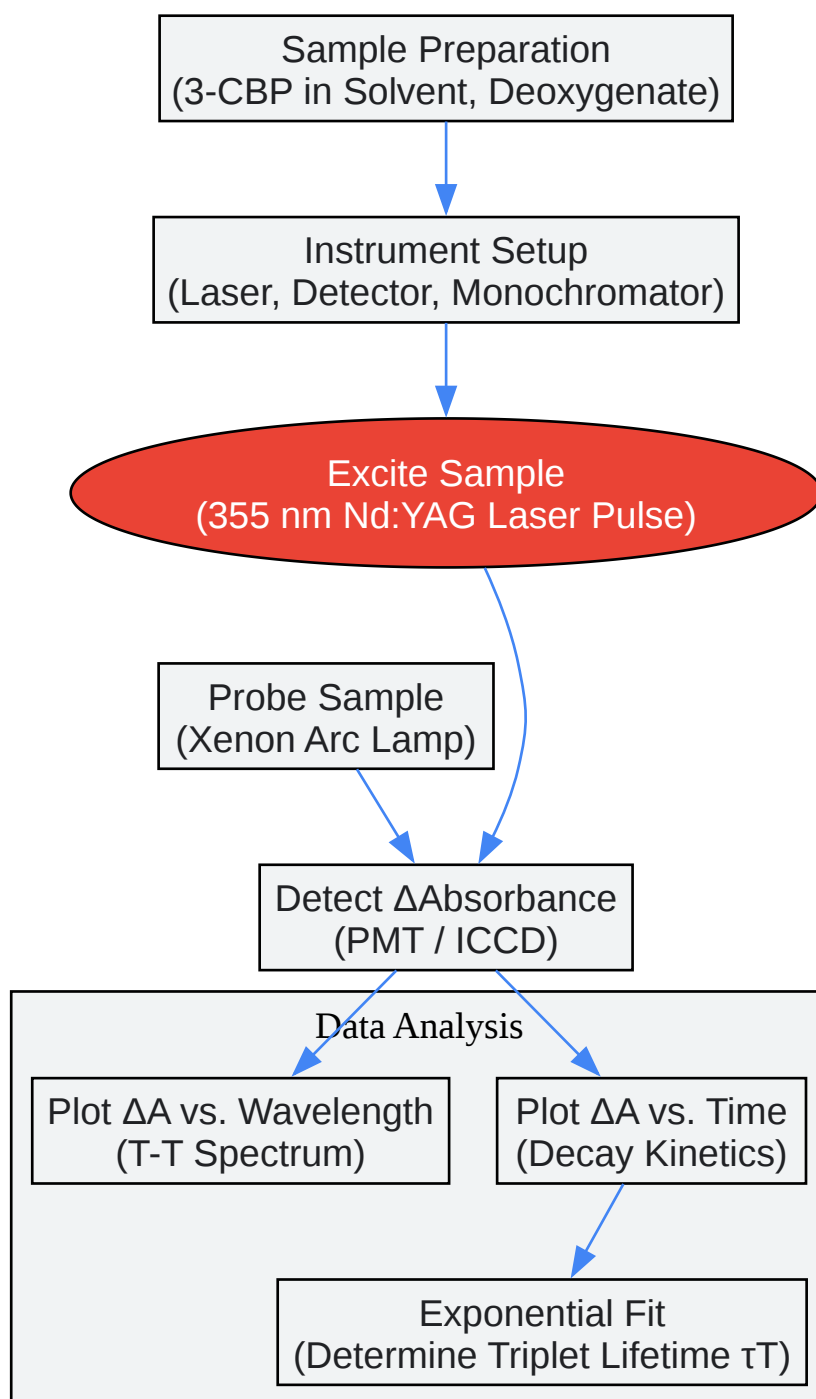 Sample Preparation
(3-CBP in Solvent, Deoxygenate)
Instrument Setup
(Laser, Detector, Monochromator)
Excite Sample
(355 nm Nd:YAG Laser Pulse)
Probe Sample
(Xenon Arc Lamp)
Detect ΔAbsorbance
(PMT / ICCD)
Data Analysis
Plot ΔA vs. Wavelength
(T-T Spectrum)
Plot ΔA vs. Time
(Decay Kinetics)
Exponential Fit
(Determine Triplet Lifetime τT)